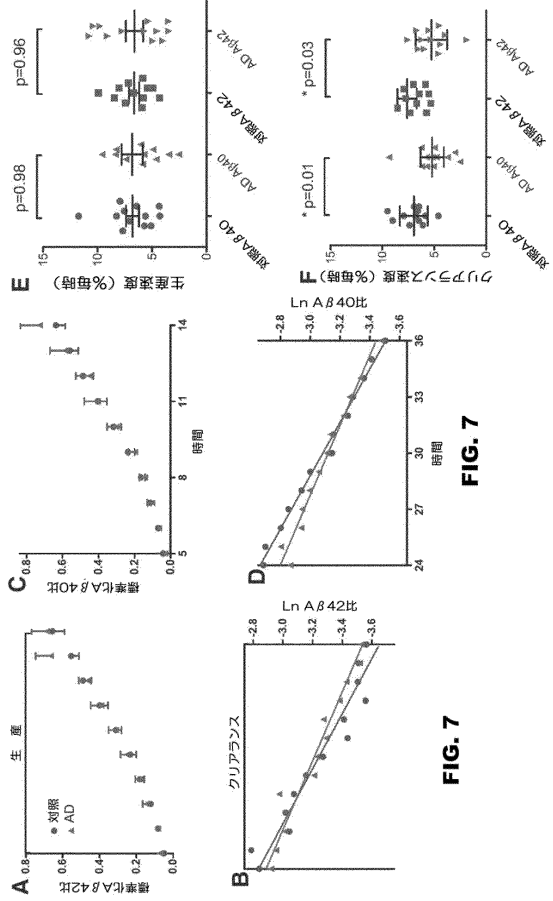 A
生 産
標準化Aβ42比
0.8
0.6
0.4
0.2
0.0
対照
AD
B
クリアランス
Ln Aβ42比
-2.8
-3.0
-3.2
-3.4
-3.6
FIG. 7
C
標準化Aβ40比
0.8
0.6
0.4
0.2
0.0
5 8 11 14
時間
D
Ln Aβ40比
-2.8
-3.0
-3.2
-3.4
-3.6
24 27 30 33 36
時間
FIG. 7
E
生産速度(%毎時)
15
10
5
0
p=0.98 p=0.96
対照Aβ40 AD Aβ40 対照Aβ42 AD Aβ42
F
クリアランス速度(%毎時)
15
10
5
0
* p=0.01 * p=0.03
対照Aβ40 AD Aβ40 対照Aβ42 AD Aβ42